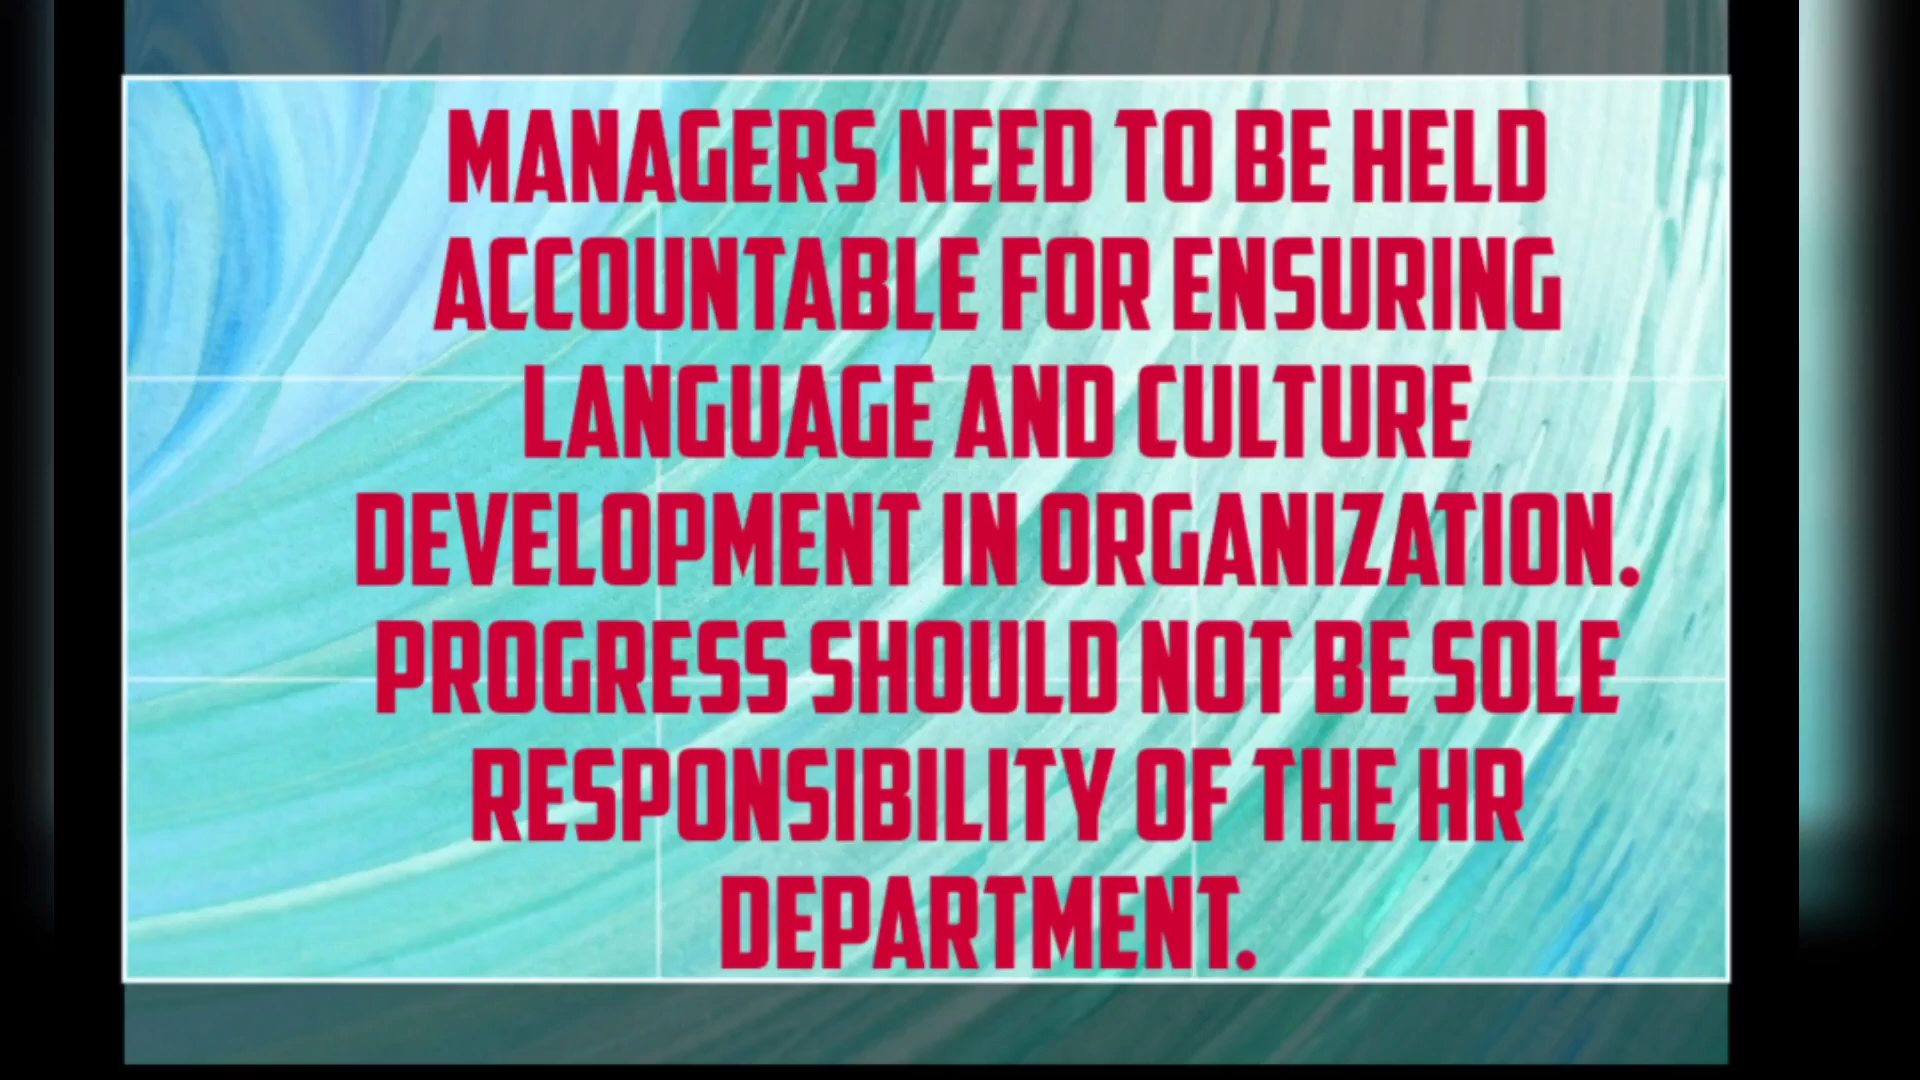 MANAGERS NEED TO BE HELD
ACCOUNTABLE FOR ENSURING
LANGUAGE AND CULTURE
DEVELOPMENT IN ORGANIZATION.
PROGRESS SHOULD NOT BE SOLE
RESPONSIBILITY OF THE HR
DEPARTMENT.